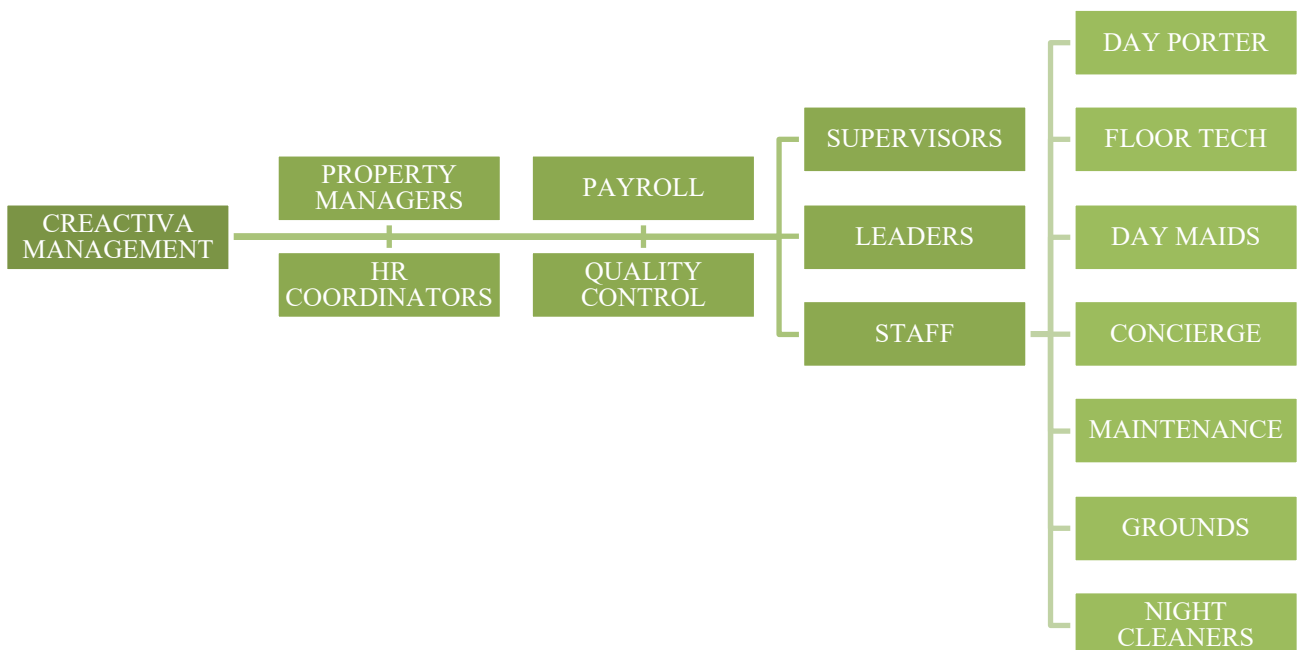 CREACTIVA
MANAGEMENT
PROPERTY
MANAGERS
HR
COORDINATORS
PAYROLL
QUALITY
CONTROL
SUPERVISORS
LEADERS
STAFF
DAY PORTER
FLOOR TECH
DAY MAIDS
CONCIERGE
MAINTENANCE
GROUNDS
NIGHT
CLEANERS